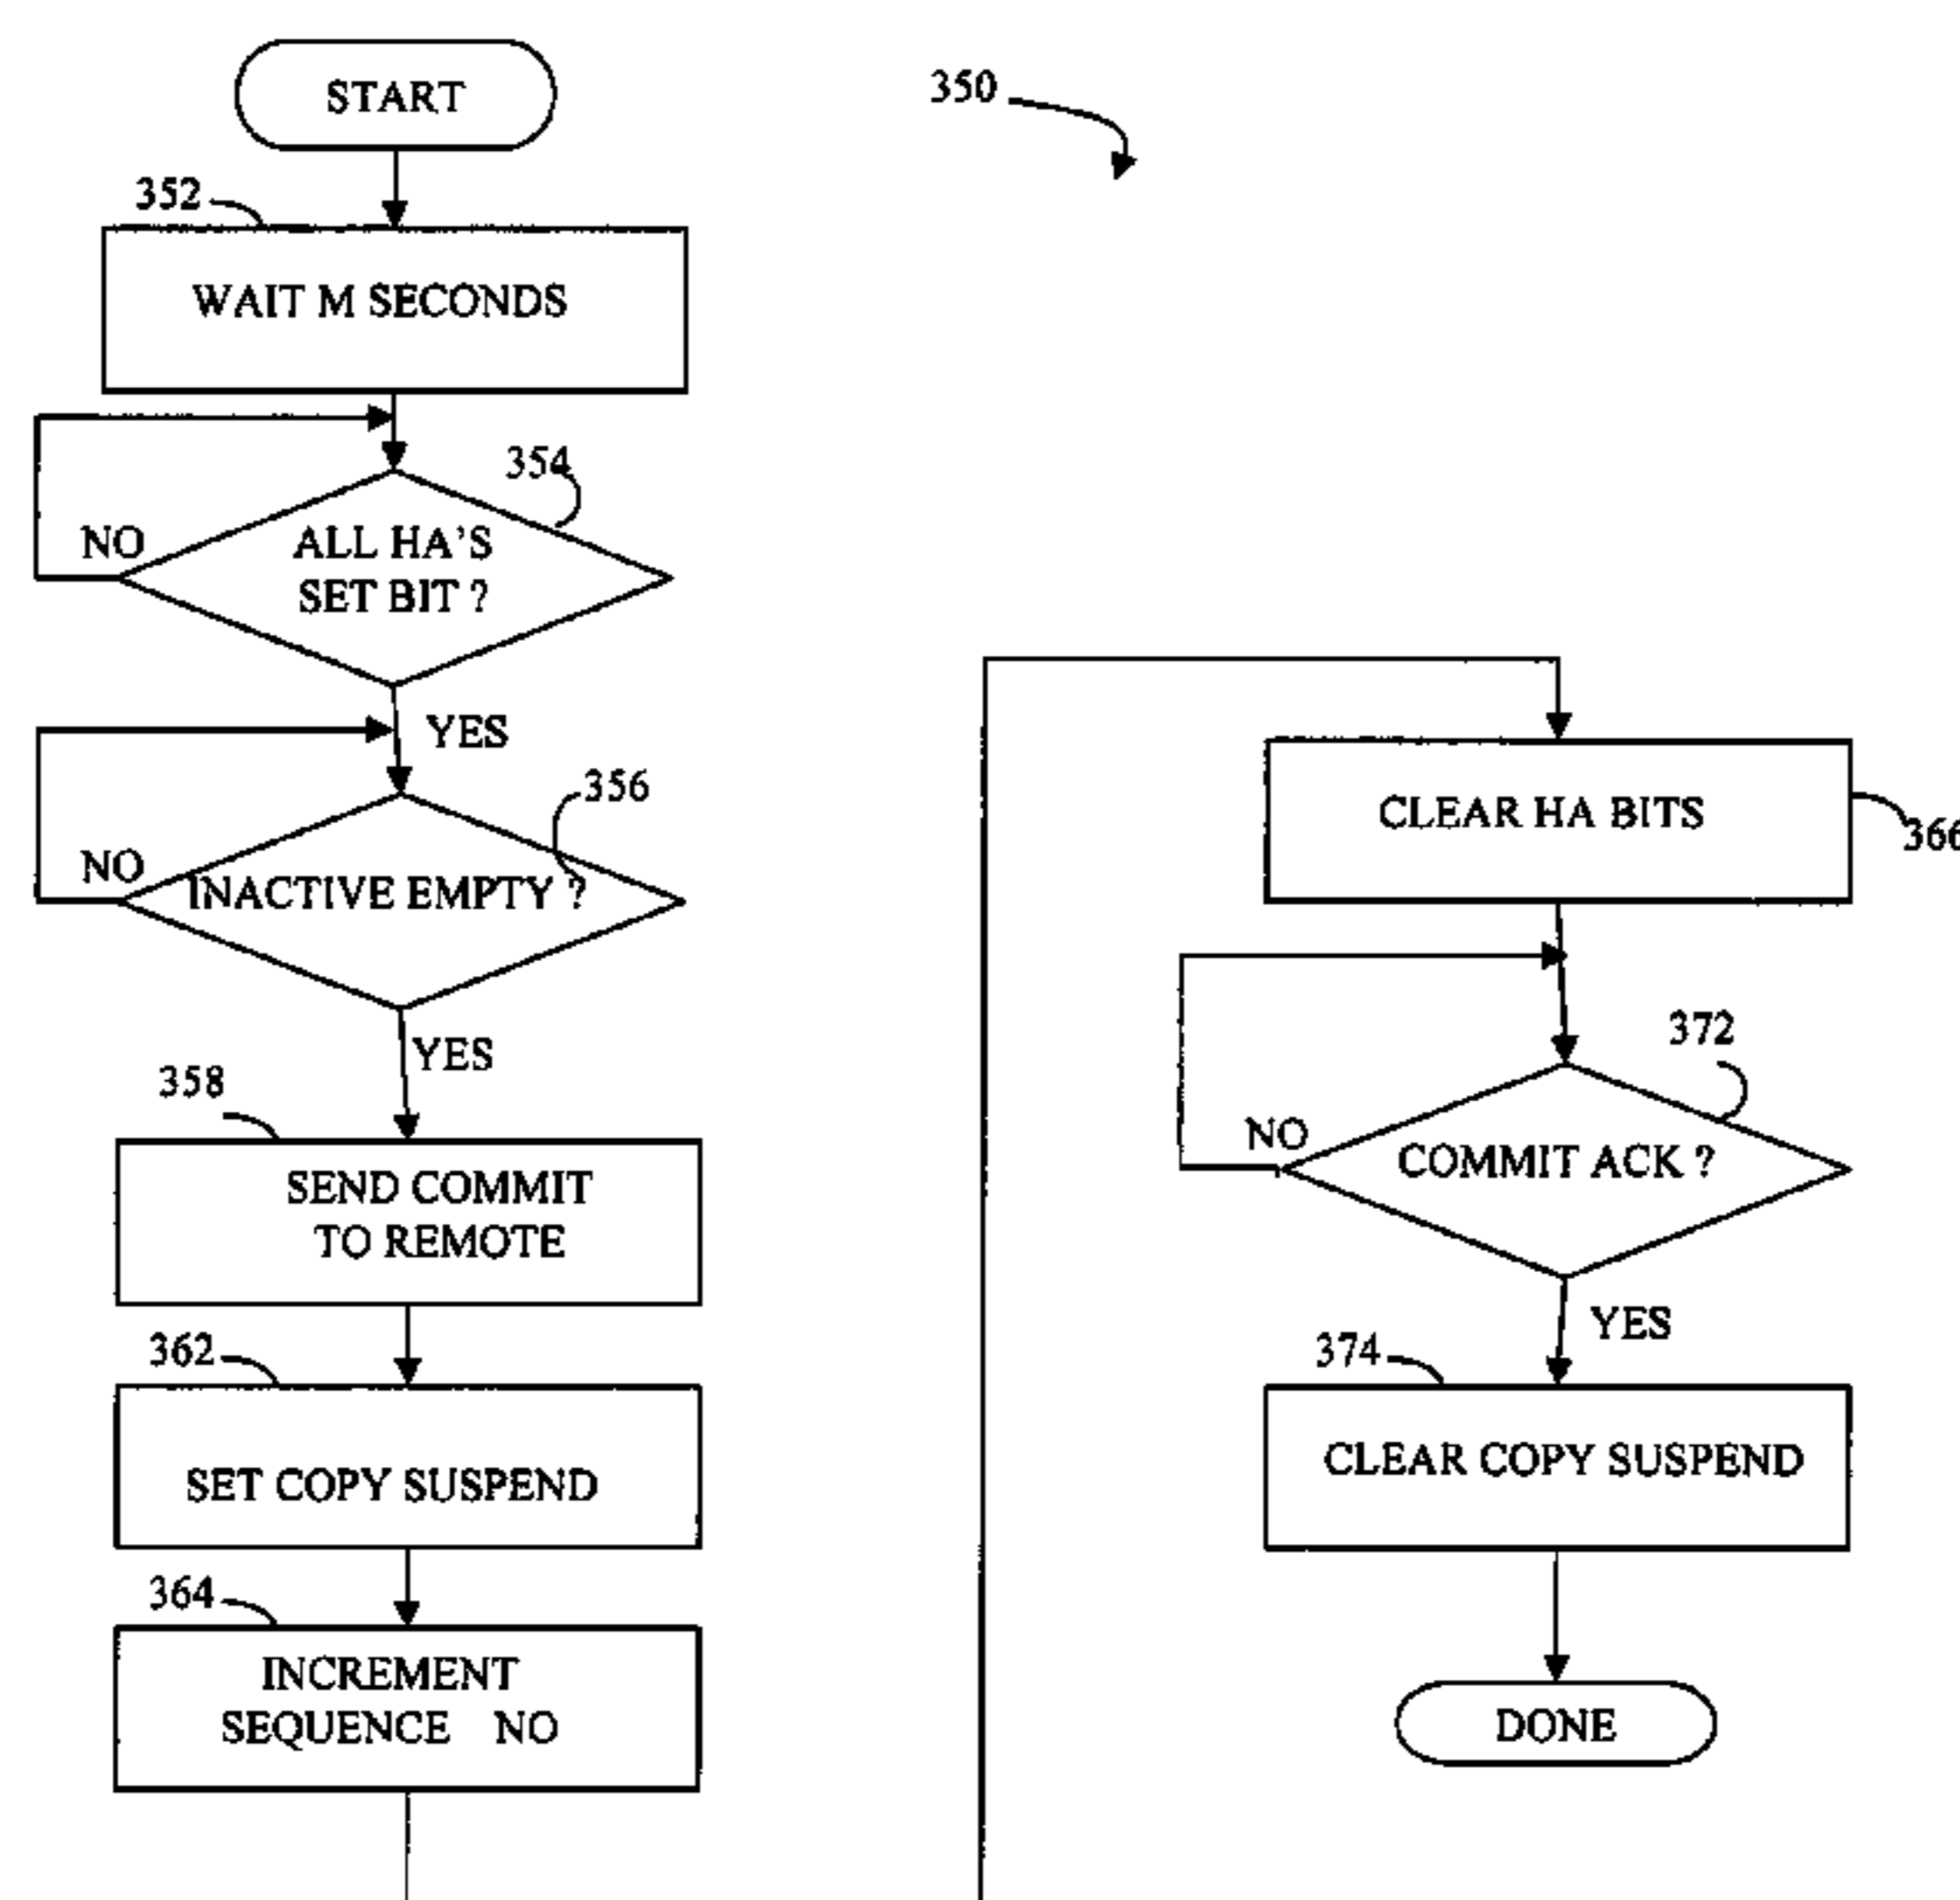 START
350
352
WAIT M SECONDS
354
NO
ALL HA'S
SET BIT ?
YES
356
NO
INACTIVE EMPTY ?
YES
358
SEND COMMIT
TO REMOTE
362
SET COPY SUSPEND
364
INCREMENT
SEQUENCE NO
CLEAR HA BITS
366
372
NO
COMMIT ACK ?
YES
374
CLEAR COPY SUSPEND
DONE